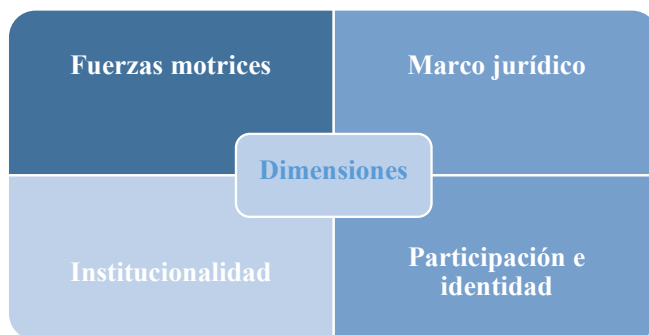 Fuerzas motrices
Marco jurídico
Dimensiones
Institucionalidad
Participación e
identidad